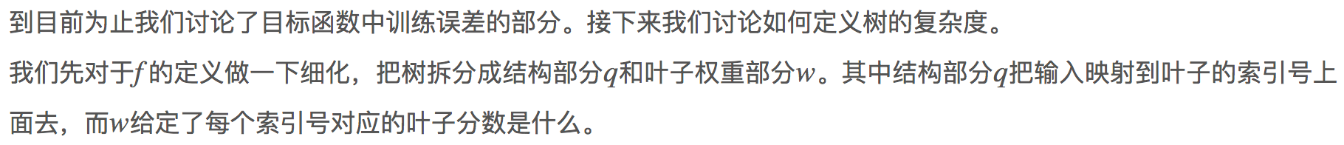 到目前为止我们讨论了目标函数中训练误差的部分。接下来我们讨论如何定义树的复杂度。
我们先对于f的定义做一下细化，把树拆分成结构部分q和叶子权重部分w。其中结构部分q把输入映射到叶子的索引号上
面去，而w给定了每个索引号对应的叶子分数是什么。